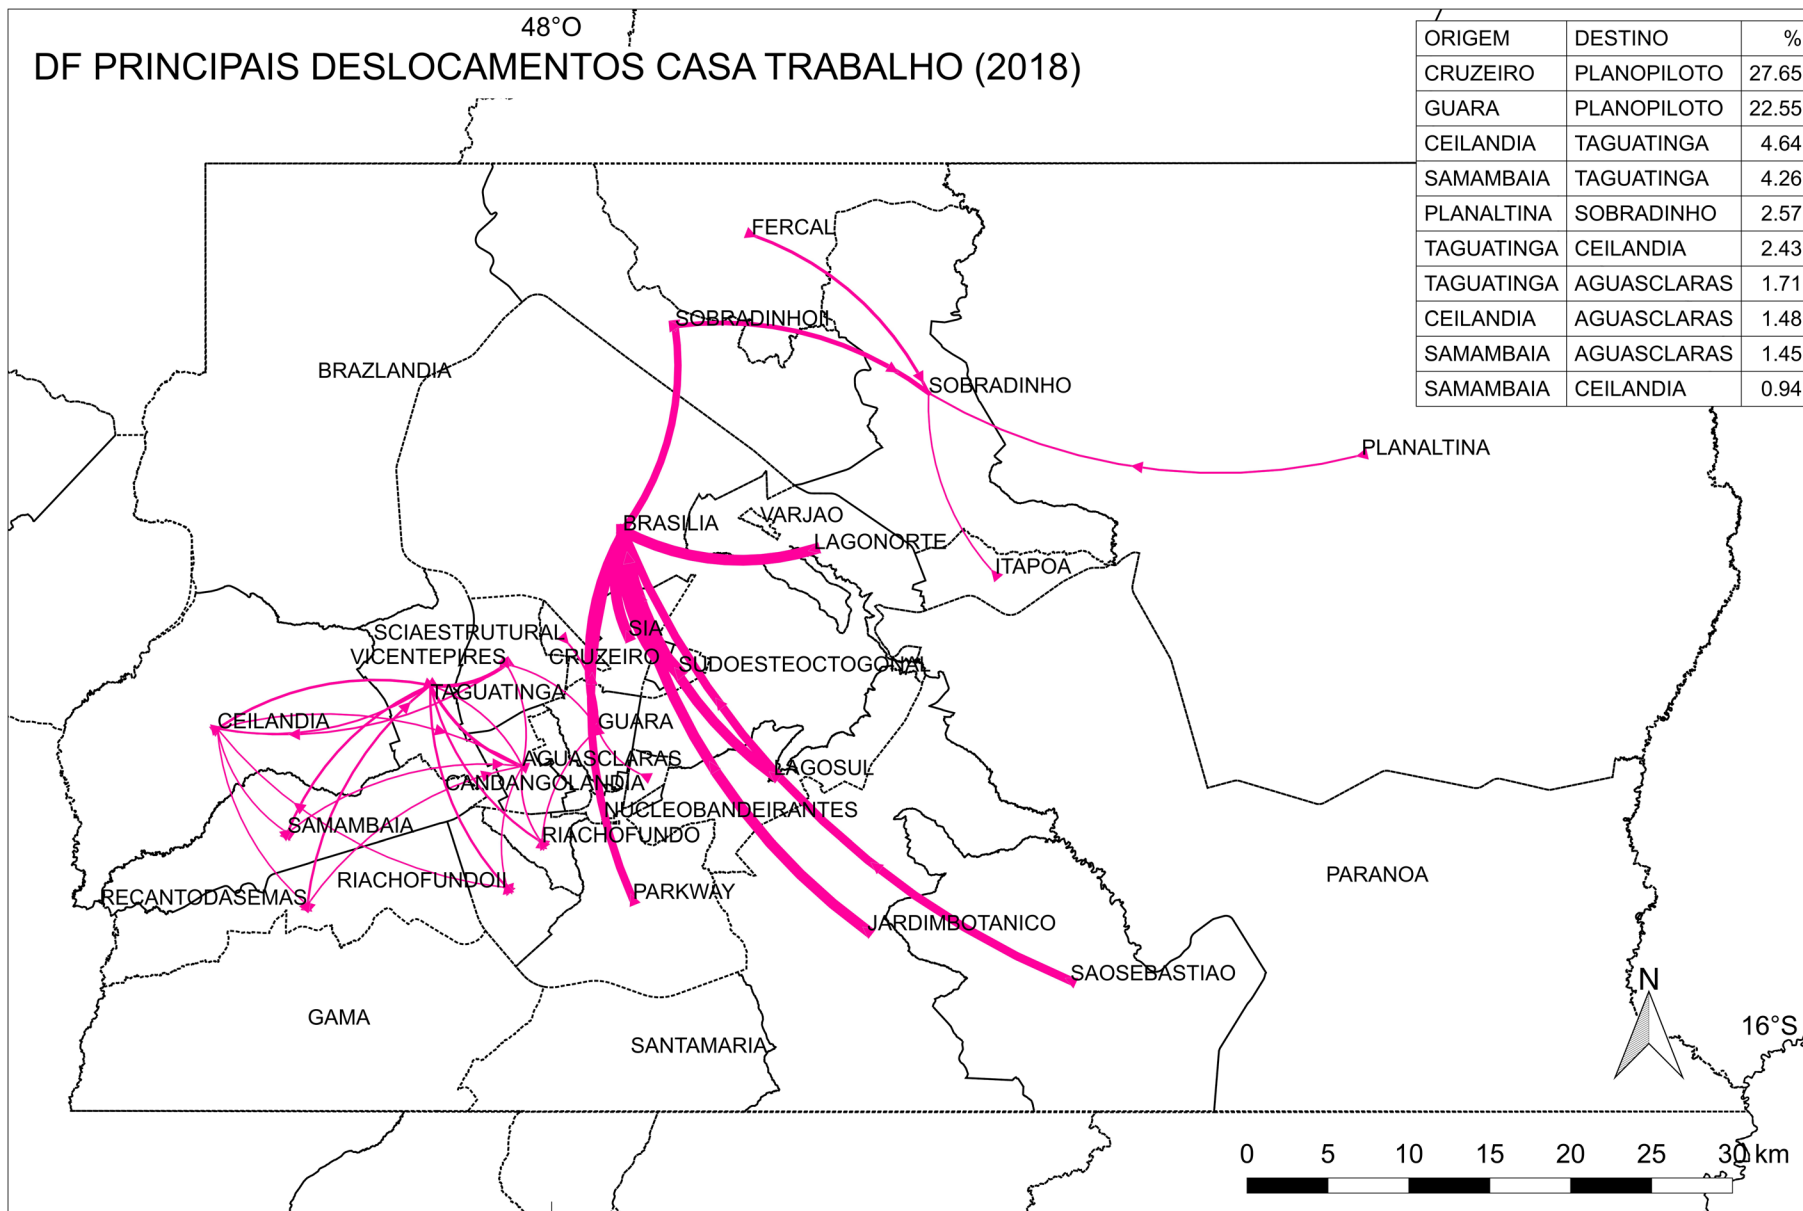 48°O
DF PRINCIPAIS DESLOCAMENTOS CASA TRABALHO (2018)
ORIGEM DESTINO %
CRUZEIRO PLANOPILOTO 27.65
GUARA PLANOPILOTO 22.55
CEILANDIA TAGUATINGA 4.64
SAMAMBAIA TAGUATINGA 4.26
PLANALTINA SOBRADINHO 2.57
TAGUATINGA CEILANDIA 2.43
TAGUATINGA AGUASCLARAS 1.71
CEILANDIA AGUASCLARAS 1.48
SAMAMBAIA AGUASCLARAS 1.45
SAMAMBAIA CEILANDIA 0.94
FERCAL
SOBRADINHOII
BRAZLANDIA
SOBRADINHO
PLANALTINA
VARJAO
BRASILIA
LAGONORTE
ITAPOA
SIA
SCIAESTRUTURAL
VICENTEPIRES
CRUZEIRO
SUDOESTEOCTOGONAL
TAGUATINGA
CEILANDIA
GUARA
AGUASCLARAS
LAGOSUL
CANDANGOLANDIA
NUCLEOBANDEIRANTES
SAMAMBAIA
RIACHOFUNDO
PARANOA
RIACHOFUNDOII
PARKWAY
RECANTODASEMAS
JARDIMBOTANICO
SAOSEBASTIAO
N
GAMA
16°S
SANTAMARIA
0 5 10 15 20 25 30 km